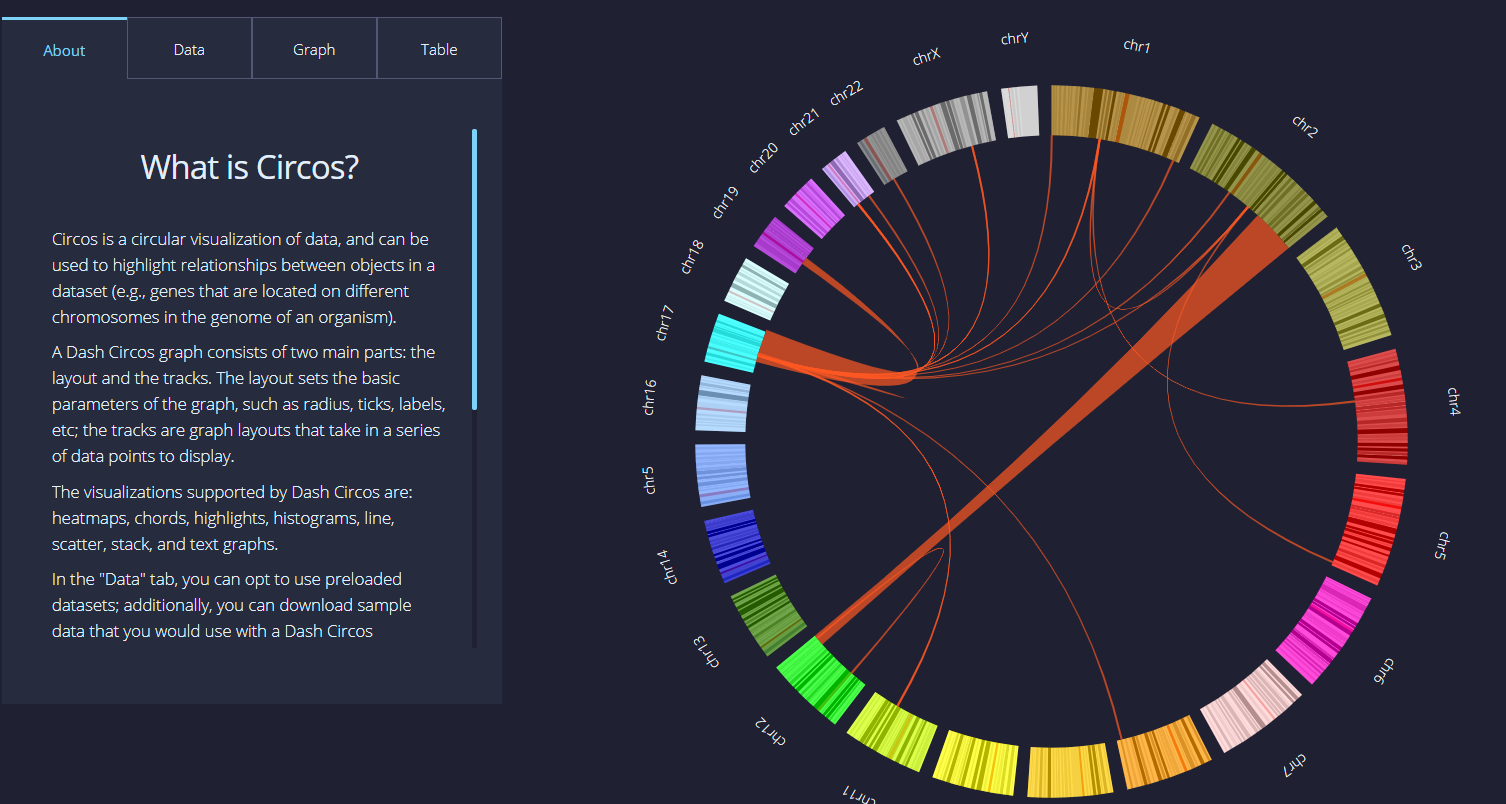 About
Data
Graph
Table
What is Circos?
Circos is a circular visualization of data, and can be
used to highlight relationships between objects in a
dataset (e.g., genes that are located on different
chromosomes in the genome of an organism).
A Dash Circos graph consists of two main parts: the
layout and the tracks. The layout sets the basic
parameters of the graph, such as radius, ticks, labels,
etc; the tracks are graph layouts that take in a series
of data points to display.
The visualizations supported by Dash Circos are:
heatmaps, chords, highlights, histograms, line,
scatter, stack, and text graphs.
In the "Data" tab, you can opt to use preloaded
datasets; additionally, you can download sample
data that you would use with a Dash Circos
chr1
chr2
chr3
chr4
chr5
chr6
chr7
chr11
chr12
chr13
chr14
chr5
chr16
chr17
chr18
chr19
chr20
chr21
chr22
chrX
chrY